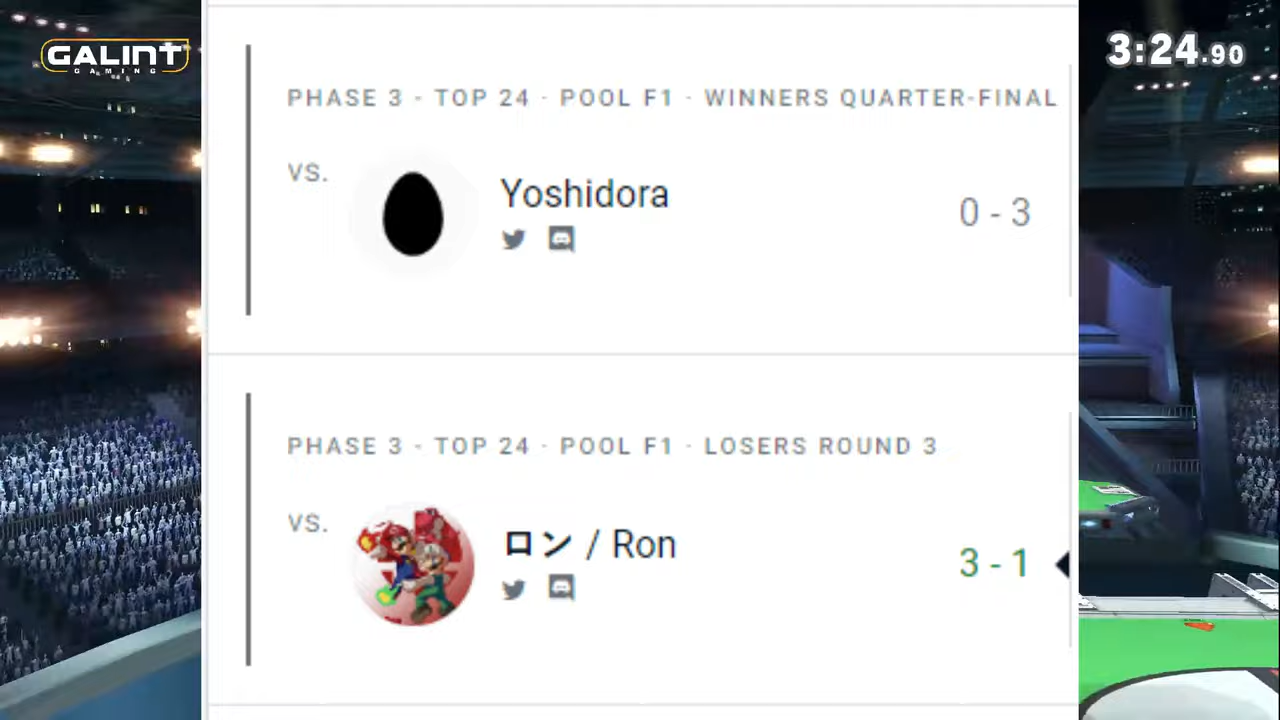 GALINT
GAMING
3:24.90
PHASE 3 - TOP 24 · POOL F1 · WINNERS QUARTER-FINAL
VS.
Yoshidora
0 - 3
PHASE 3 - TOP 24 · POOL F1 · LOSERS ROUND 3
VS.
ロン / Ron
3 - 1